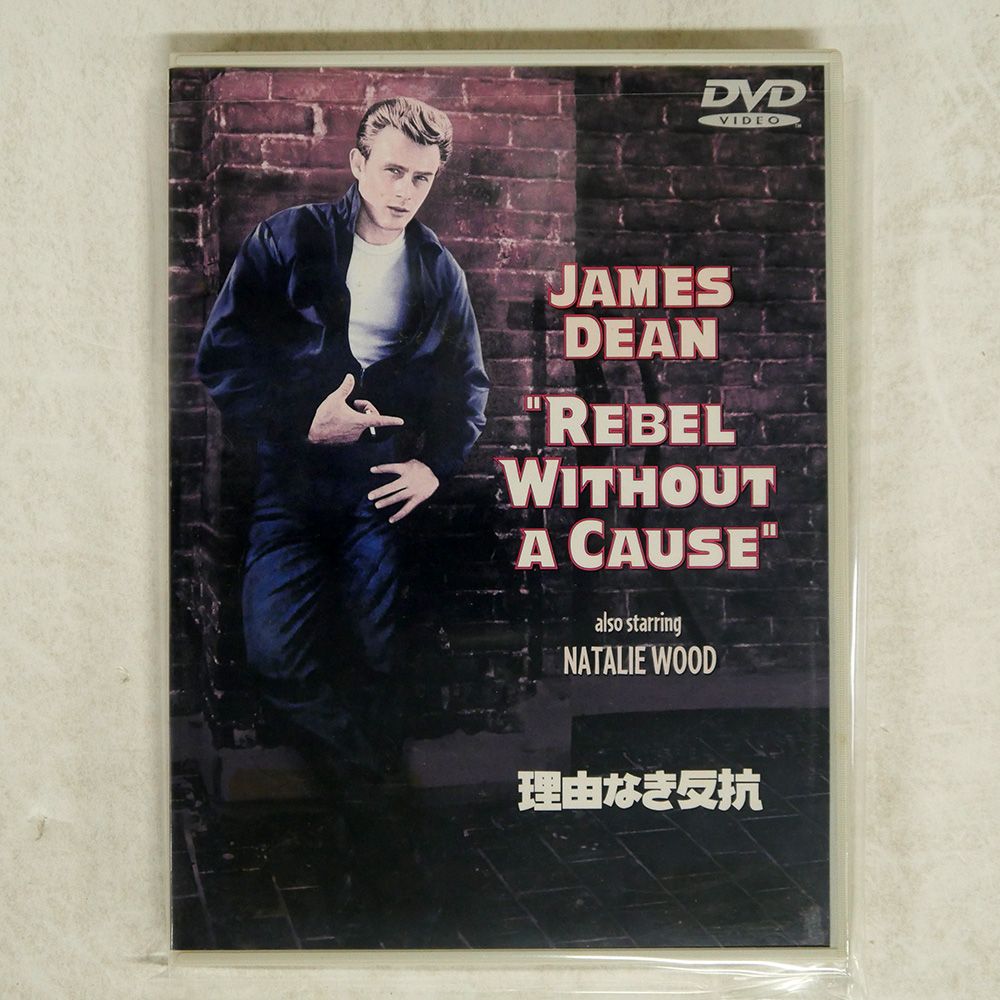 DVD
VIDEO
JAMES
DEAN
"REBEL
WITHOUT
A CAUSE"
also starring
NATALIE WOOD
理由なき反抗